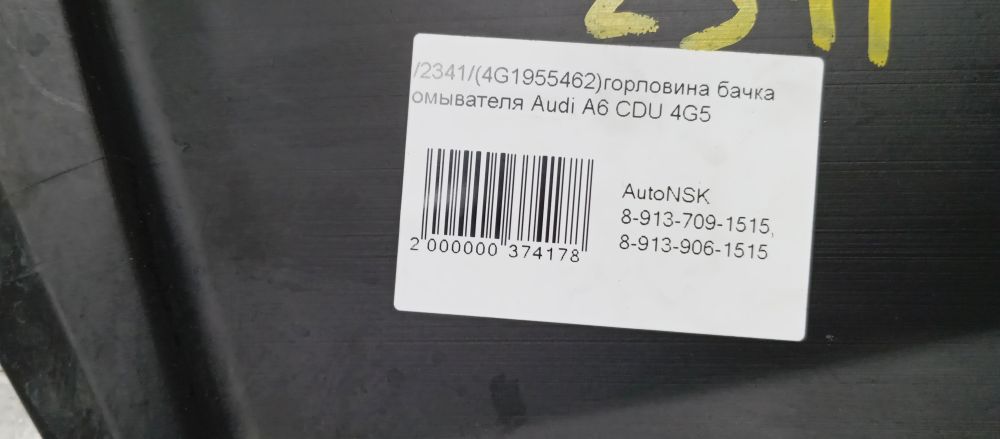 /2341/(4G1955462)горловина бачка
омывателя Audi A6 CDU 4G5
AutoNSK
8-913-709-1515,
8-913-906-1515
2 000000 374178